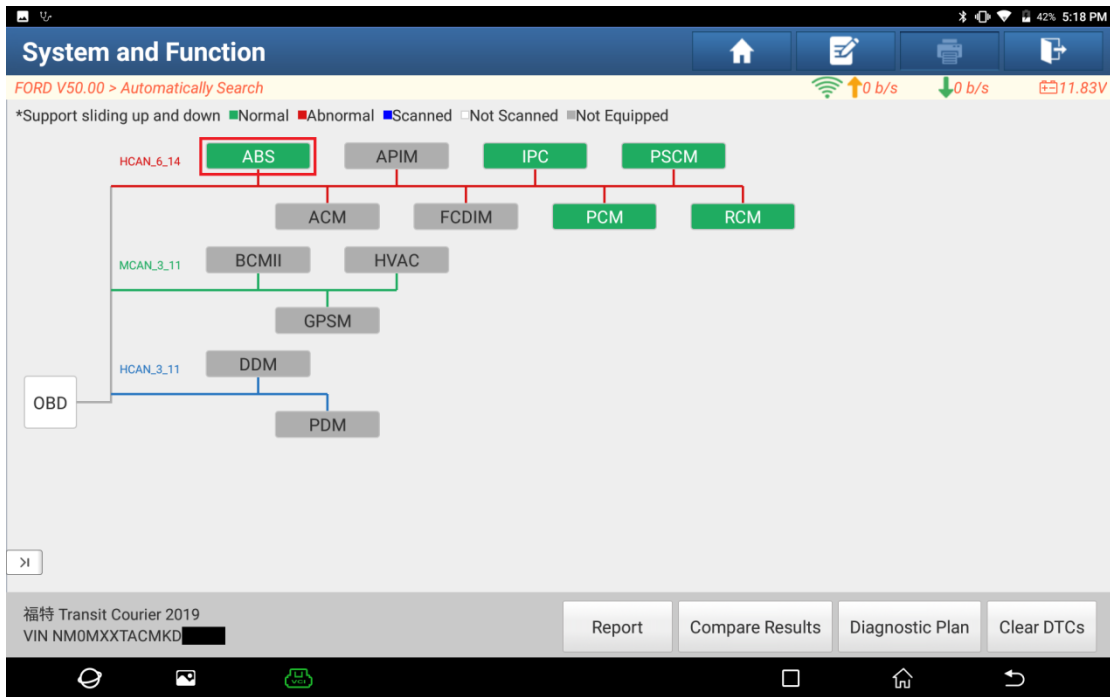 42% 5:18 PM
System and Function
FORD V50.00 > Automatically Search 0 b/s 0 b/s 11.83V
*Support sliding up and down Normal Abnormal Scanned Not Scanned Not Equipped
HCAN_6_14 ABS APIM IPC PSCM
ACM FCDIM PCM RCM
MCAN_3_11 BCMII HVAC
GPSM
HCAN_3_11 DDM
OBD
PDM
福特 Transit Courier 2019
VIN NM0MXXTACMKD
Report Compare Results Diagnostic Plan Clear DTCs
VCI